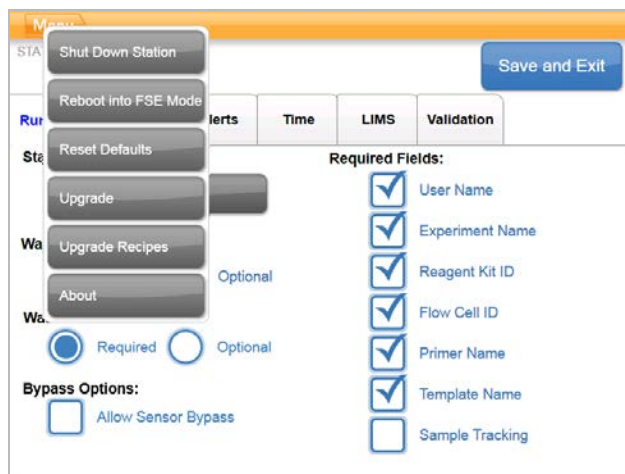 Menu
STA
Shut Down Station
Save and Exit
Reboot into FSE Mode
Run
lerts
Time
LIMS
Validation
Reset Defaults
Sta
Required Fields:
User Name
Upgrade
Experiment Name
Wa
Upgrade Recipes
Optional
Reagent Kit ID
About
Flow Cell ID
Wa
Required
Optional
Primer Name
Bypass Options:
Template Name
Allow Sensor Bypass
Sample Tracking